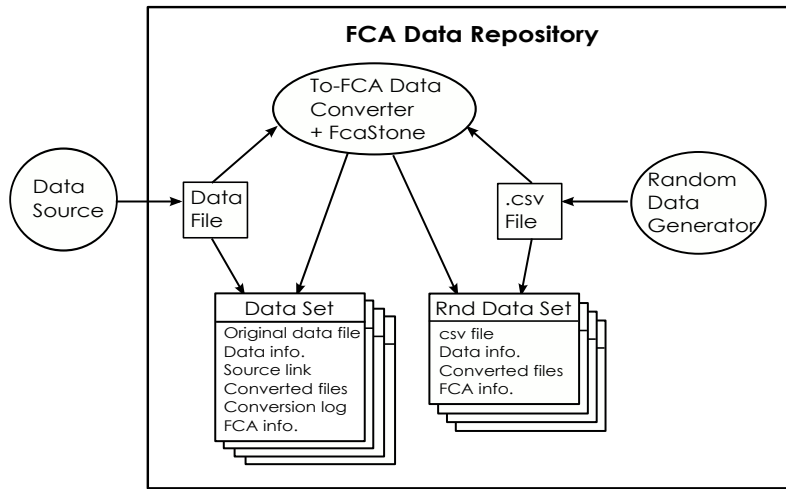 FCA Data Repository
To-FCA Data
Converter
+ FcaStone
Data
Source
Data
File
.csv
File
Random
Data
Generator
Data Set
Original data file
Data info.
Source link
Converted files
Conversion log
FCA info.
Rnd Data Set
csv file
Data info.
Converted files
FCA info.